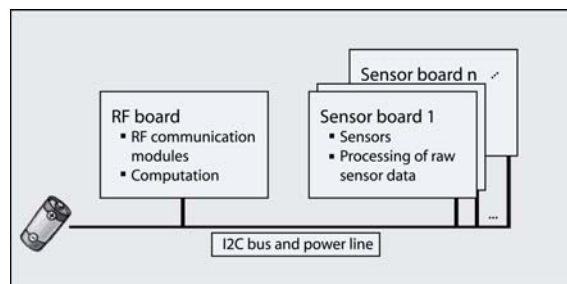 RF board
▪ RF communication
modules
▪ Computation
Sensor board n
Sensor board 1
▪ Sensors
▪ Processing of raw
sensor data
...
I2C bus and power line